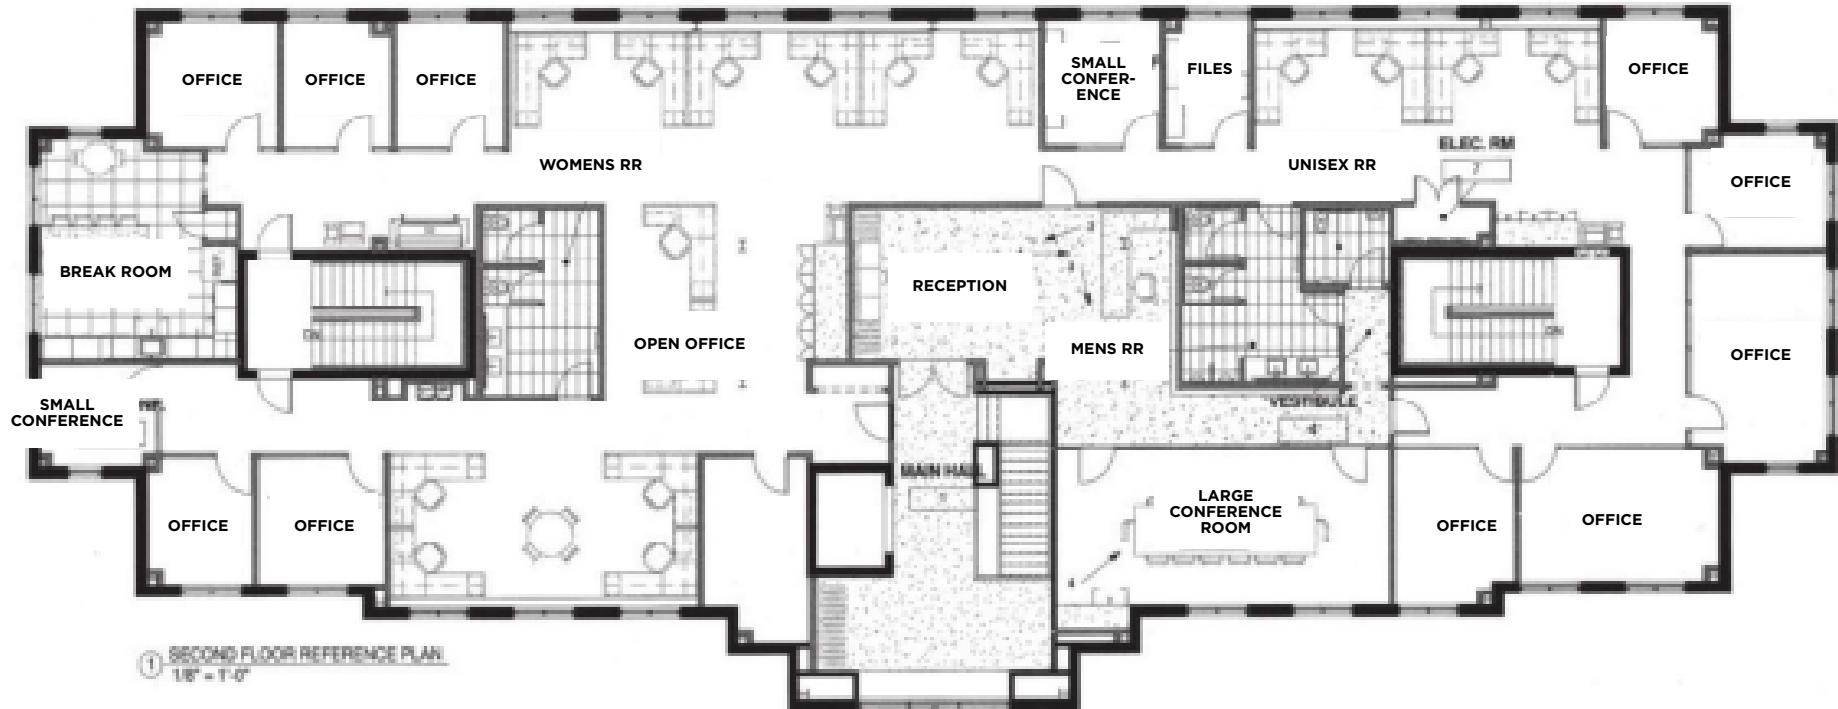 OFFICE
OFFICE
OFFICE
SMALL
CONFER-
ENCE
FILES
OFFICE
WOMENS RR
UNISEX RR
ELEC. RM
7
OFFICE
BREAK ROOM
RECEPTION
OPEN OFFICE
MENS RR
OFFICE
SMALL
CONFERENCE
VESTIBULE
MAIN HALL
LARGE
CONFERENCE
ROOM
OFFICE
OFFICE
OFFICE
OFFICE
1 SECOND FLOOR REFERENCE PLAN
1/8" = 1'-0"